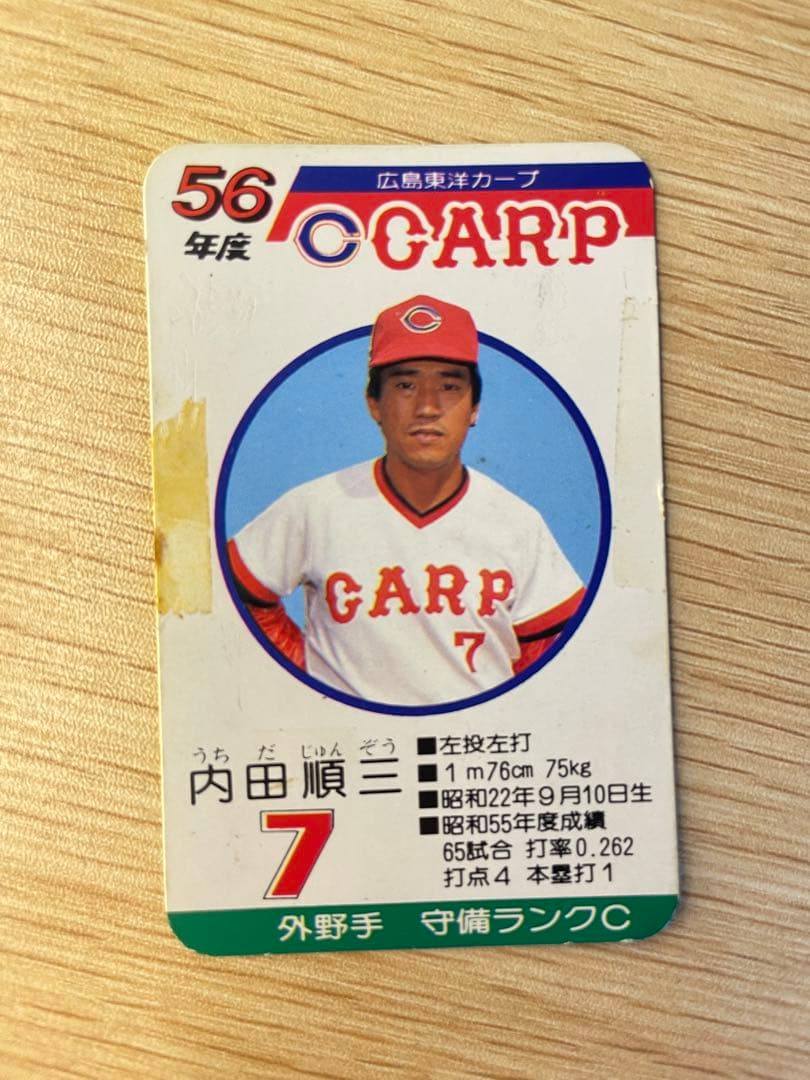 56
年度
広島東洋カープ
C CARP
C
CARP
7
うち だ じゅん ぞう
内田順三
7
■左投左打
■1m76cm 75kg
■昭和22年9月10日生
■昭和55年度成績
65試合 打率0.262
打点4 本塁打1
外野手 守備ランクC